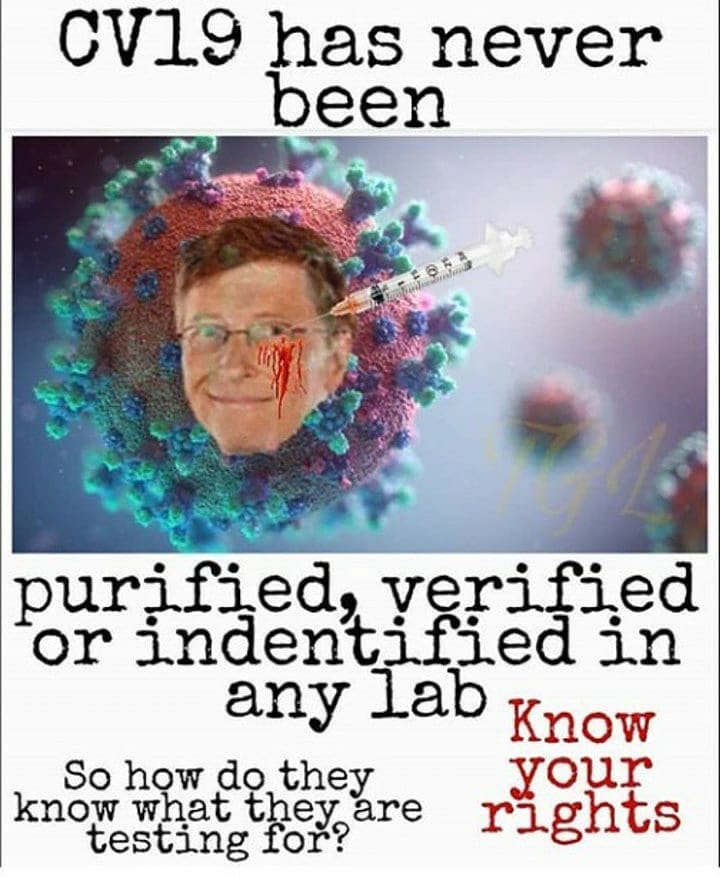 CV19 has never
been
TGL
purified, verified
or indentified in
any lab
Know
your
rights
So how do they
know what they are
testing for?